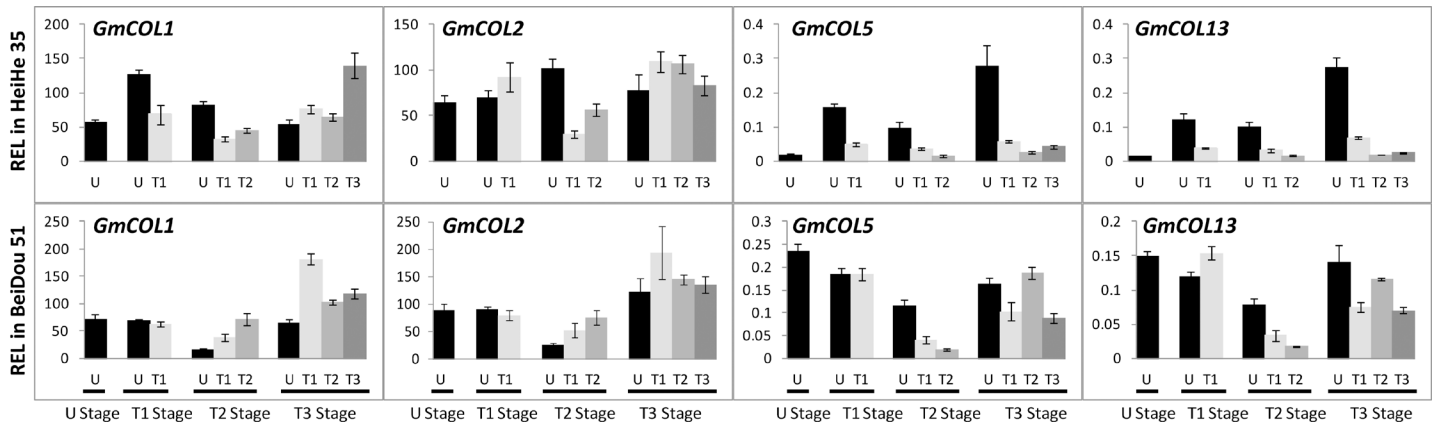 REL in HeiHe 35
GmCOL1
200
150
100
50
0
U U T1 U T1 T2 U T1 T2 T3
GmCOL2
150
100
50
0
U U T1 U T1 T2 U T1 T2 T3
GmCOL5
0.4
0.3
0.2
0.1
0
U U T1 U T1 T2 U T1 T2 T3
GmCOL13
0.4
0.3
0.2
0.1
0
U U T1 U T1 T2 U T1 T2 T3
REL in BeiDou 51
GmCOL1
250
200
150
100
50
0
U U T1 U T1 T2 U T1 T2 T3
U Stage T1 Stage T2 Stage T3 Stage
GmCOL2
250
200
150
100
50
0
U U T1 U T1 T2 U T1 T2 T3
U Stage T1 Stage T2 Stage T3 Stage
GmCOL5
0.3
0.25
0.2
0.15
0.1
0.05
0
U U T1 U T1 T2 U T1 T2 T3
U Stage T1 Stage T2 Stage T3 Stage
GmCOL13
0.2
0.15
0.1
0.05
0
U U T1 U T1 T2 U T1 T2 T3
U Stage T1 Stage T2 Stage T3 Stage